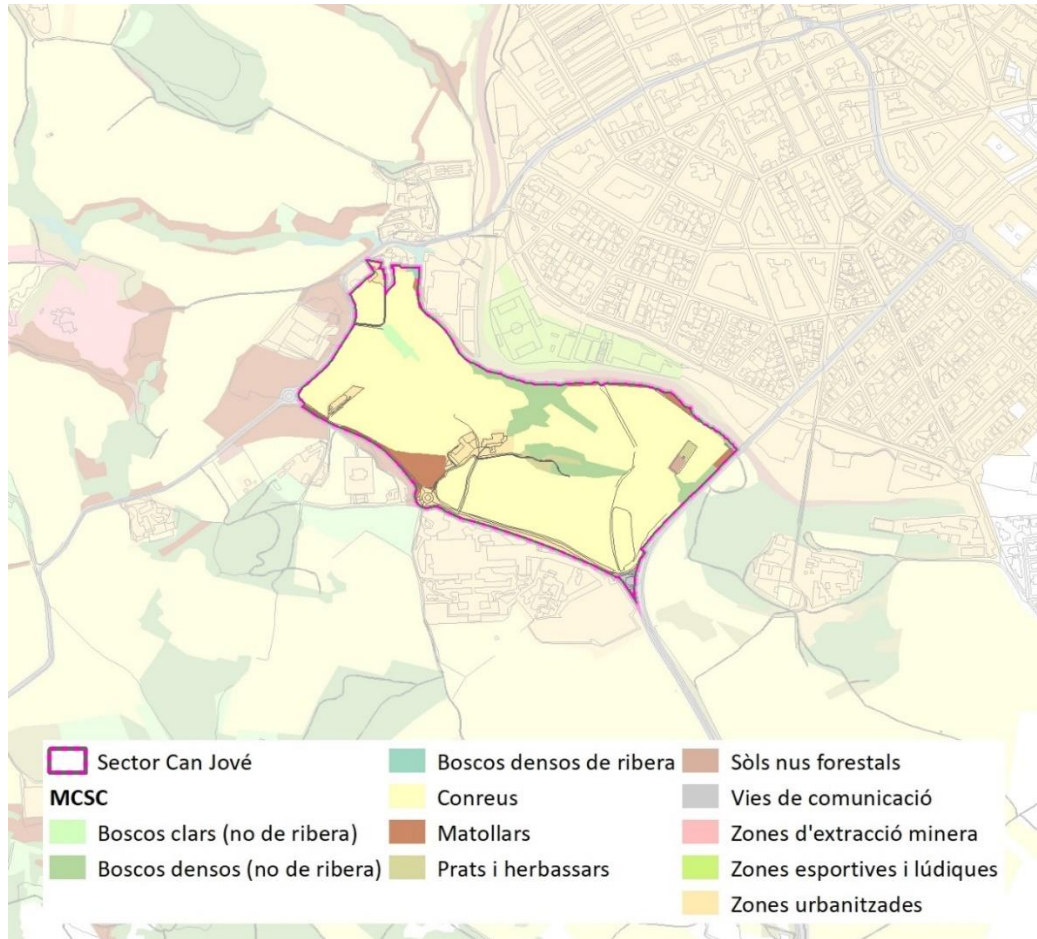 Sector Can Jové
MCSC
Boscos clars (no de ribera)
Boscos densos (no de ribera)
Boscos densos de ribera
Conreus
Matollars
Prats i herbassars
Sòls nus forestals
Vies de comunicació
Zones d'extracció minera
Zones esportives i lúdiques
Zones urbanitzades